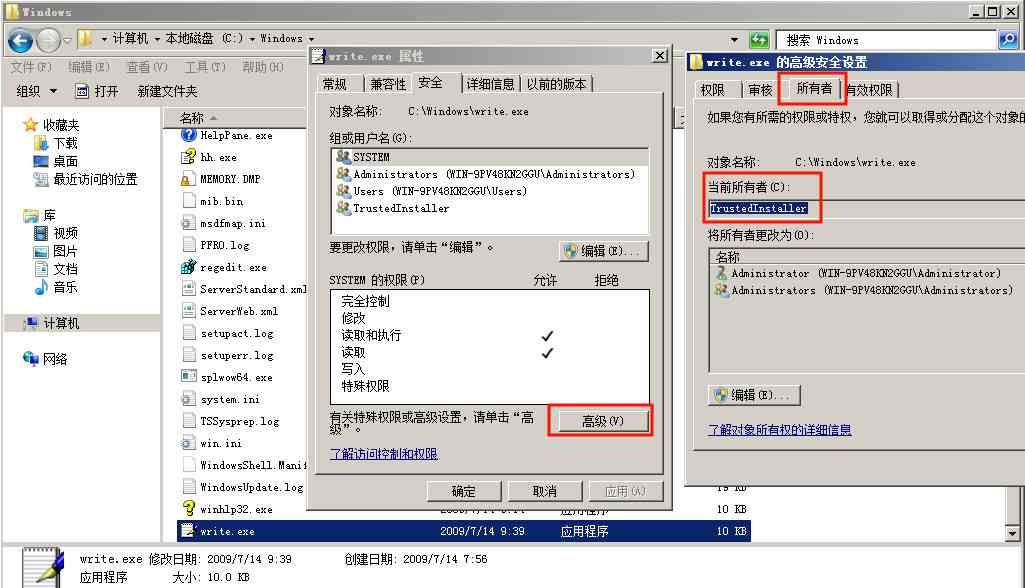 Windows
计算机 本地磁盘 (C:) Windows
搜索 Windows
文件(F) 编辑(E) 查看(V) 工具(T) 帮助(H)
组织 打开 新建文件夹
收藏夹
下载
桌面
最近访问的位置
库
视频
图片
文档
音乐
计算机
网络
名称
HelpPane.exe
hh.exe
MEMORY.DMP
mib.bin
msdfmap.ini
PFRO.log
regedit.exe
ServerStandard.xml
ServerWeb.xml
setupact.log
setuperr.log
splwow64.exe
system.ini
TSSysprep.log
win.ini
WindowsShell.Manif
WindowsUpdate.log
winhlp32.exe 10 KB
write.exe 2009/7/14 9:39 应用程序 10 KB
write.exe 修改日期: 2009/7/14 9:39 创建日期: 2009/7/14 7:56
应用程序 大小: 10.0 KB
write.exe 属性
常规 兼容性 安全 详细信息 以前的版本
对象名称: C:\Windows\write.exe
组或用户名(G):
SYSTEM
Administrators (WIN-9PV48KN2GGU\Administrators)
Users (WIN-9PV48KN2GGU\Users)
TrustedInstaller
要更改权限，请单击“编辑”。
编辑(E)...
SYSTEM 的权限(P) 允许 拒绝
完全控制
修改
读取和执行
读取
写入
特殊权限
有关特殊权限或高级设置，请单击“高
级”。
高级(V)
了解访问控制和权限
确定 取消 应用(A)
write.exe 的高级安全设置
权限 审核 所有者 有效权限
如果您有所需的权限或特权，您就可以取得或分配这个对象的
对象名称: C:\Windows\write.exe
当前所有者(C):
TrustedInstaller
将所有者更改为(O):
名称
Administrator (WIN-9PV48KN2GGU\Administrator)
Administrators (WIN-9PV48KN2GGU\Administrators)
编辑(E)...
了解对象所有权的详细信息